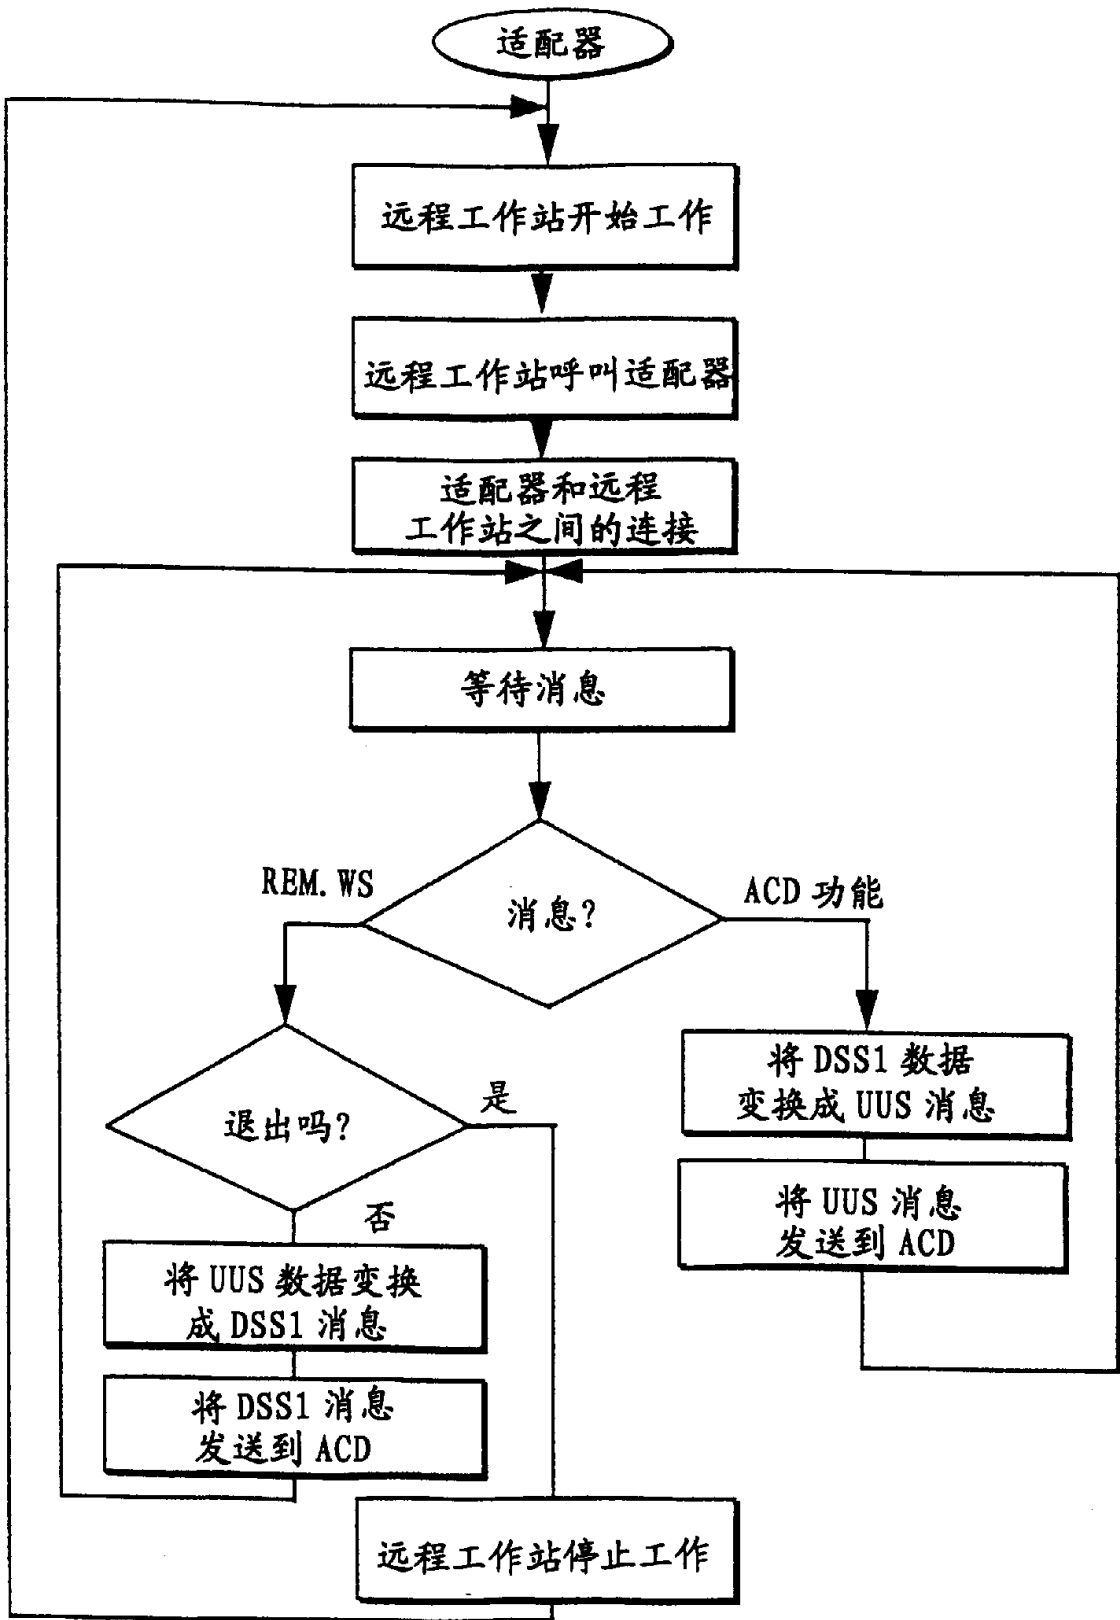 适配器
远程工作站开始工作
远程工作站呼叫适配器
适配器和远程
工作站之间的连接
等待消息
REM. WS
消息?
ACD 功能
退出吗?
是
否
将 DSS1 数据
变换成 UUS 消息
将 UUS 消息
发送到 ACD
将 UUS 数据变换
成 DSS1 消息
将 DSS1 消息
发送到 ACD
远程工作站停止工作